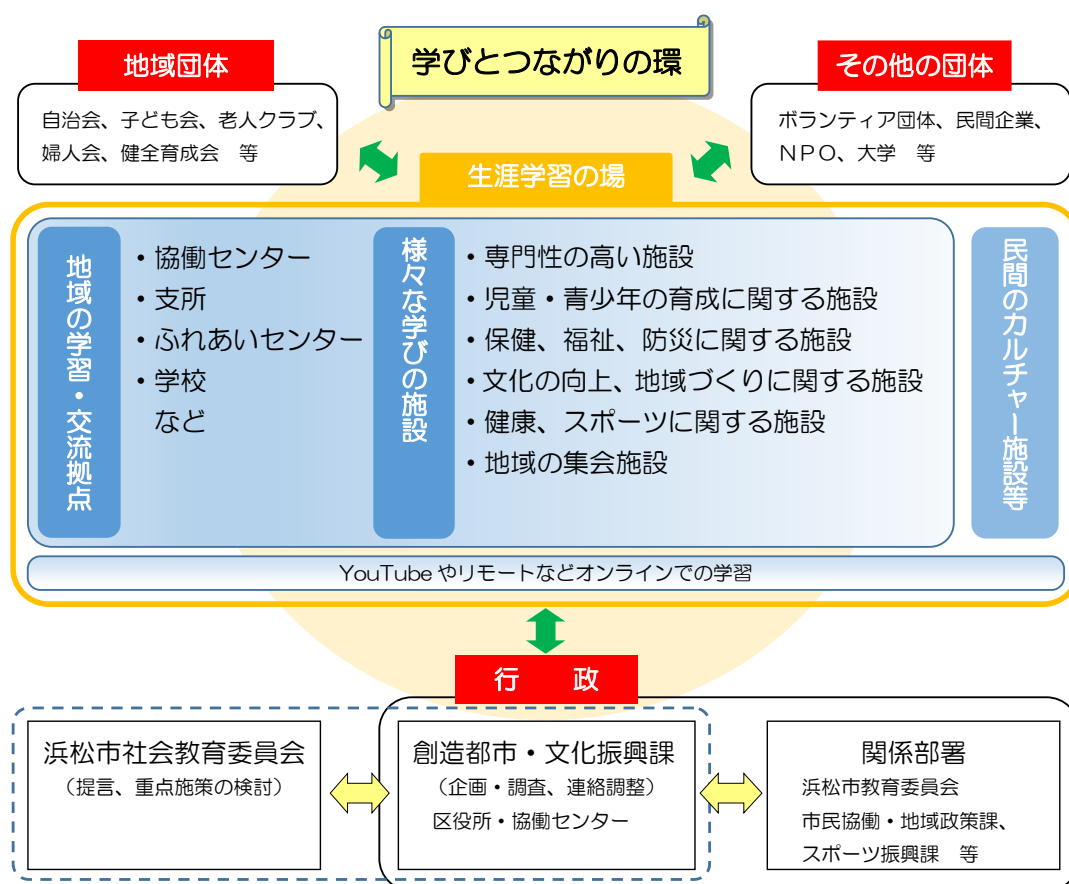 学びとつながりの環
地域団体
自治会、子ども会、老人クラブ、
婦人会、健全育成会　等
その他の団体
ボランティア団体、民間企業、
ＮＰＯ、大学　等
生涯学習の場
地域の学習・交流拠点
・協働センター
・支所
・ふれあいセンター
・学校
など
様々な学びの施設
・専門性の高い施設
・児童・青少年の育成に関する施設
・保健、福祉、防災に関する施設
・文化の向上、地域づくりに関する施設
・健康、スポーツに関する施設
・地域の集会施設
民間のカルチャー施設等
YouTubeやリモートなどオンラインでの学習
行　政
浜松市社会教育委員会
（提言、重点施策の検討）
創造都市・文化振興課
（企画・調査、連絡調整）
区役所・協働センター
関係部署
浜松市教育委員会
市民協働・地域政策課、
スポーツ振興課　等